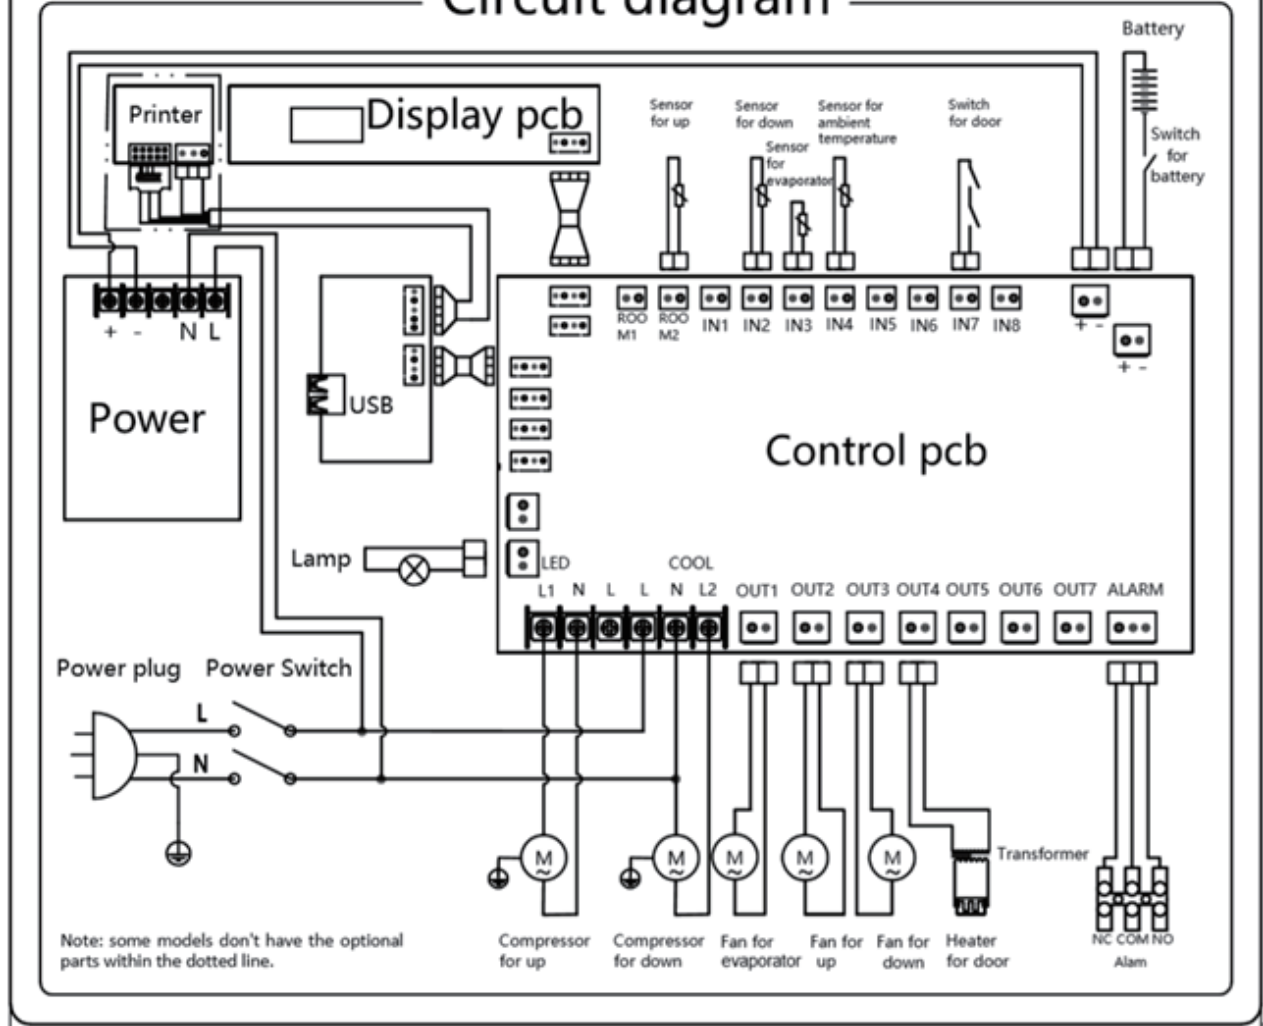 Circuit diagram
Battery
Printer
Display pcb
Sensor
for up
Sensor
for down
Sensor
for
evaporator
Sensor for
ambient
temperature
Switch
for door
Switch
for
battery
+ - N L
Power
USB
ROO
M1
ROO
M2
IN1 IN2 IN3 IN4 IN5 IN6 IN7 IN8
+ -
+ -
Control pcb
Lamp
LED
COOL
L1 N L L N L2 OUT1 OUT2 OUT3 OUT4 OUT5 OUT6 OUT7 ALARM
Power plug
Power Switch
L
N
M
~
M
~
M
~
M
~
M
~
Transformer
NC COM NO
Alam
Note: some models don't have the optional
parts within the dotted line.
Compressor
for up
Compressor
for down
Fan for
evaporator
Fan for
up
Fan for
down
Heater
for door